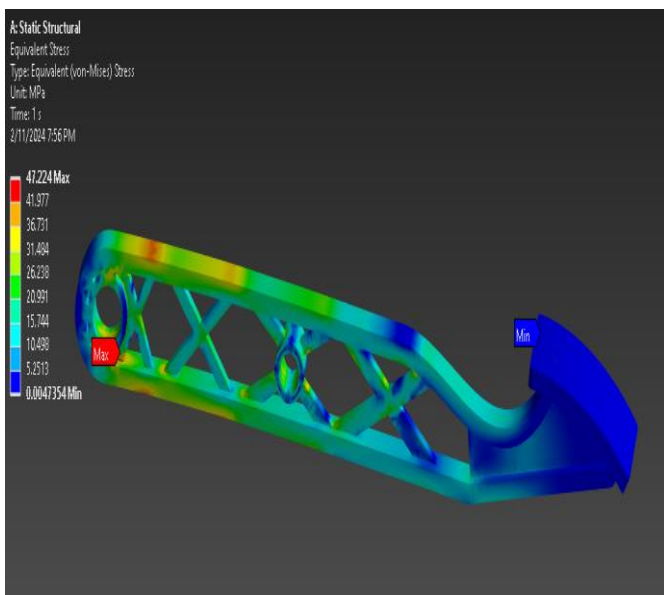 A: Static Structural
Equivalent Stress
Type: Equivalent (von-Mises) Stress
Unit: MPa
Time: 1 s
2/11/2024 7:56 PM
47.224 Max
41.977
36.731
31.484
26.238
20.991
15.744
10.498
5.2513
0.0047354 Min
Min
Max